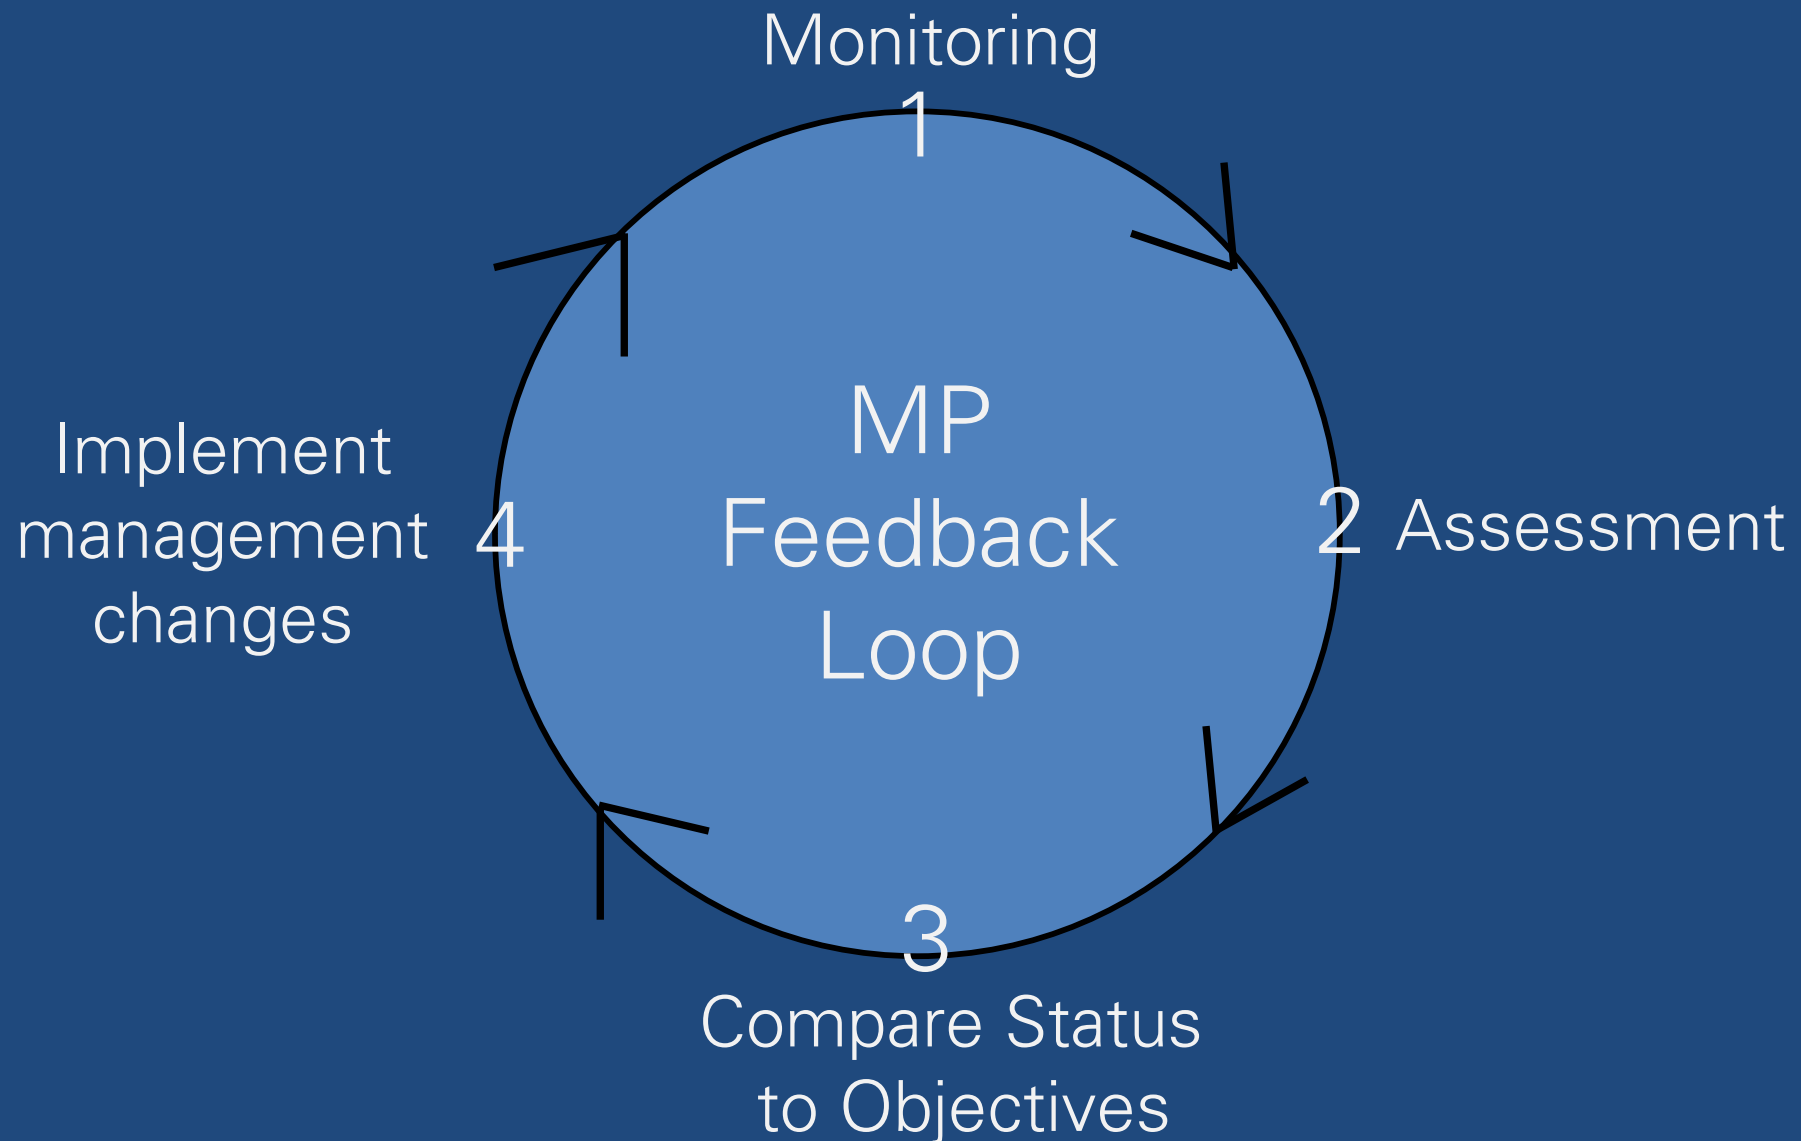 Monitoring
1
MP
Feedback
Loop
2 Assessment
Implement
management
changes
4
3
Compare Status
to Objectives